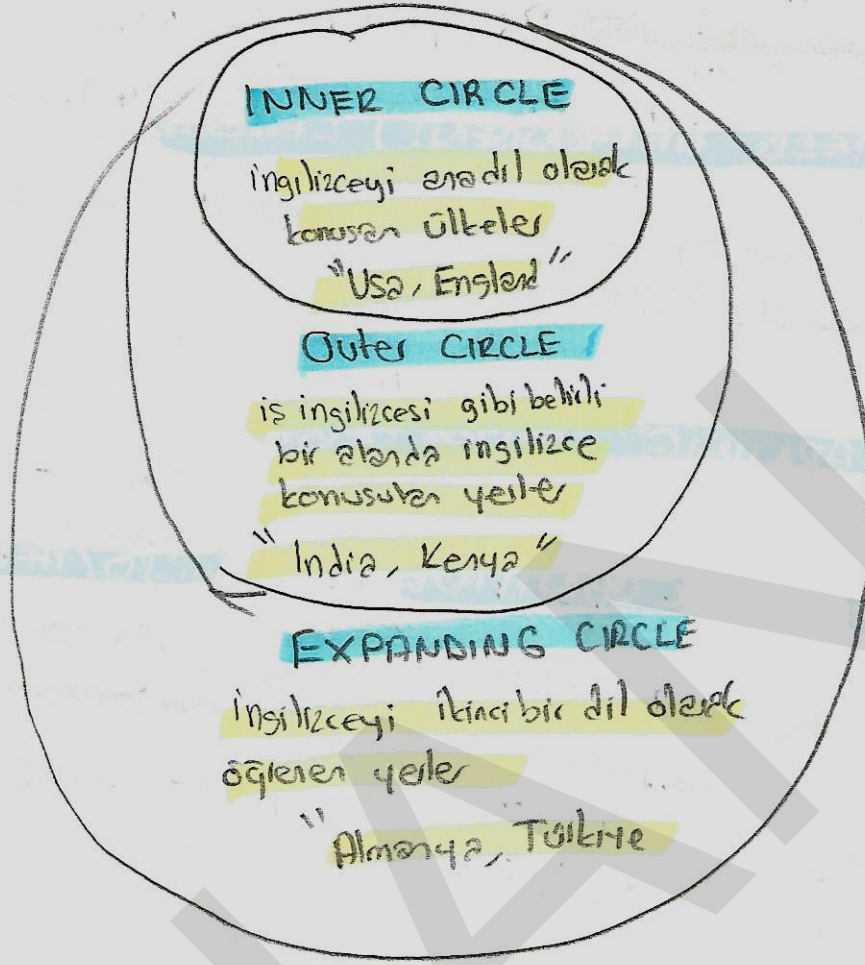 INNER CIRCLE
ingilizceyi anadil olarak
konuşan ülkeler
"Usa, England"
Outer CIRCLE
iş ingilizcesi gibi belirli
bir alanda ingilizce
konuşulan yerler
"India, Kenya"
EXPANDING CIRCLE
ingilizceyi ikinci bir dil olarak
öğrenen yerler
"Almanya, Türkiye